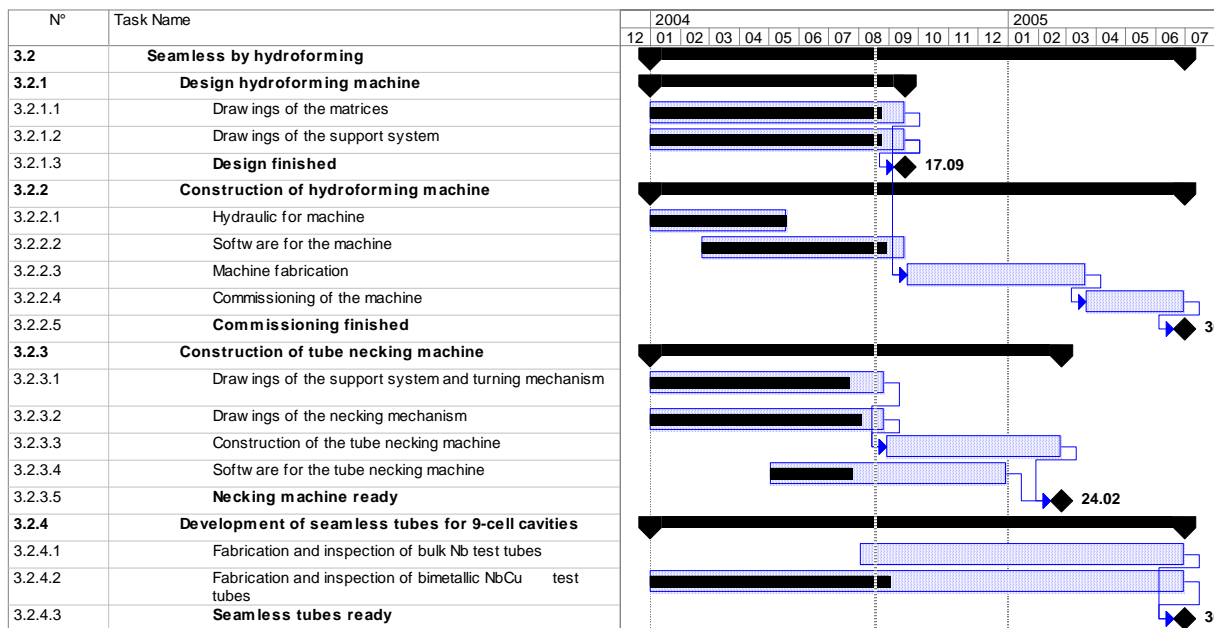 N° Task Name 2004 2005
12 01 02 03 04 05 06 07 08 09 10 11 12 01 02 03 04 05 06 07
3.2 Seamless by hydroforming
3.2.1 Design hydroforming machine
3.2.1.1 Drawings of the matrices
3.2.1.2 Drawings of the support system
3.2.1.3 Design finished 17.09
3.2.2 Construction of hydroforming machine
3.2.2.1 Hydraulic for machine
3.2.2.2 Software for the machine
3.2.2.3 Machine fabrication
3.2.2.4 Commissioning of the machine
3.2.2.5 Commissioning finished 3
3.2.3 Construction of tube necking machine
3.2.3.1 Drawings of the support system and turning mechanism
3.2.3.2 Drawings of the necking mechanism
3.2.3.3 Construction of the tube necking machine
3.2.3.4 Software for the tube necking machine
3.2.3.5 Necking machine ready 24.02
3.2.4 Development of seamless tubes for 9-cell cavities
3.2.4.1 Fabrication and inspection of bulk Nb test tubes
3.2.4.2 Fabrication and inspection of bimetallic NbCu test
tubes
3.2.4.3 Seamless tubes ready 3